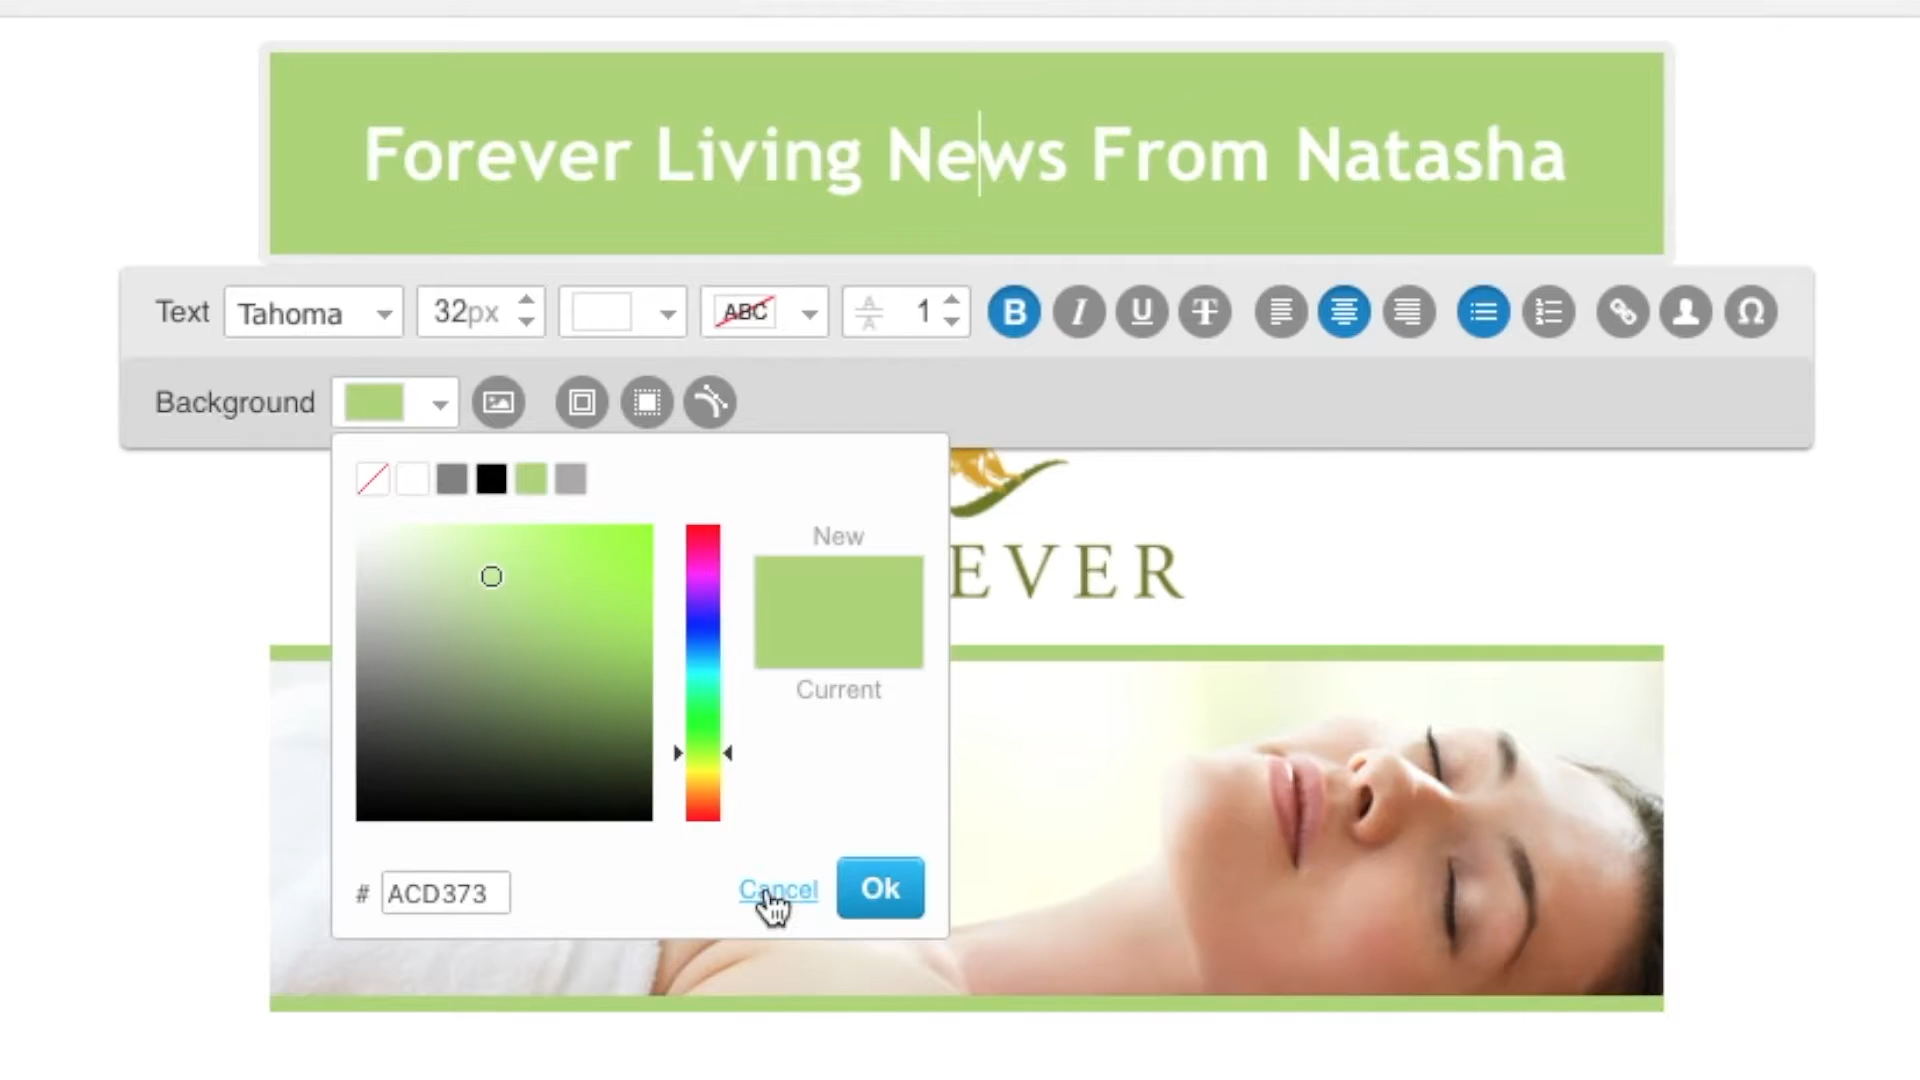 Forever Living News From Natasha
Text Tahoma 32px ABC A A 1 B I U T Ω
Background
New
EVER
Current
# ACD373 Cancel Ok